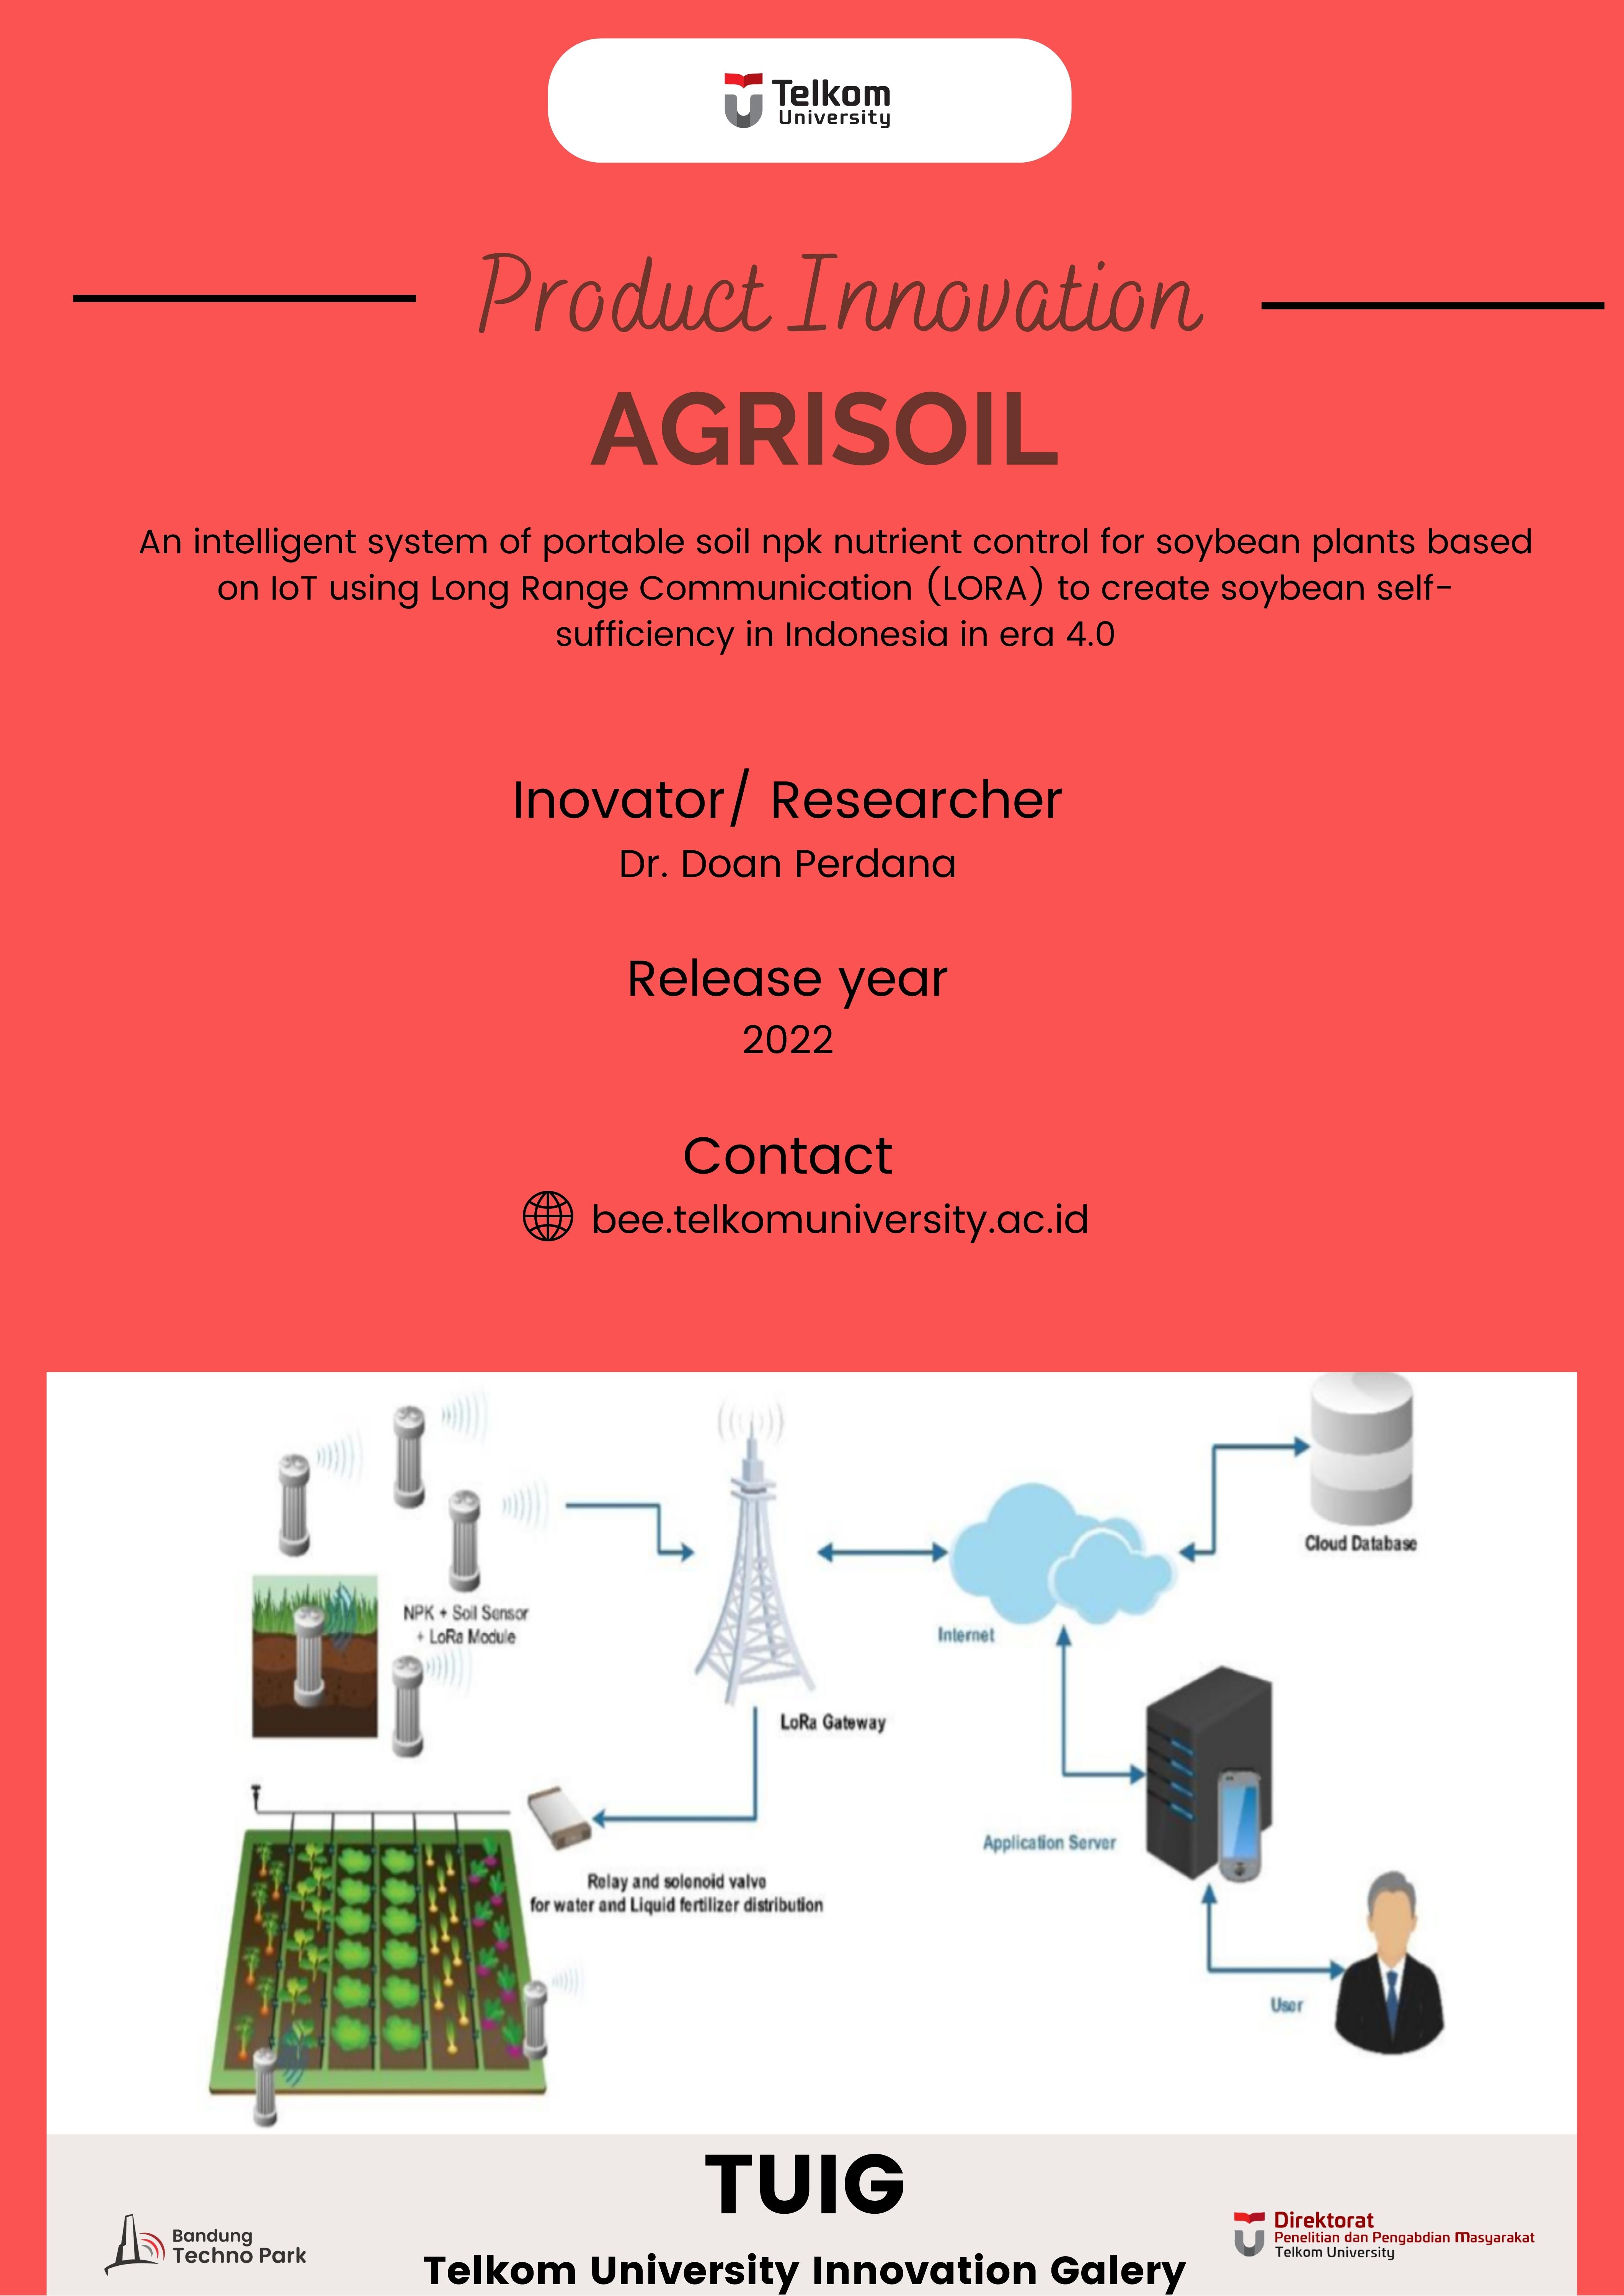 Telkom
University
Product Innovation
AGRISOIL
An intelligent system of portable soil npk nutrient control for soybean plants based
on IoT using Long Range Communication (LORA) to create soybean self-
sufficiency in Indonesia in era 4.0
Inovator/ Researcher
Dr. Doan Perdana
Release year
2022
Contact
bee.telkomuniversity.ac.id
Cloud Database
NPK + Soil Sensor
+ LoRa Module
Internet
LoRa Gateway
Application Server
Relay and solonoid valve
for water and Liquid fertilizer distribution
User
TUIG
Telkom University Innovation Galery
Bandung
Techno Park
Direktorat
Penelitian dan Pengabdian Masyarakat
Telkom University